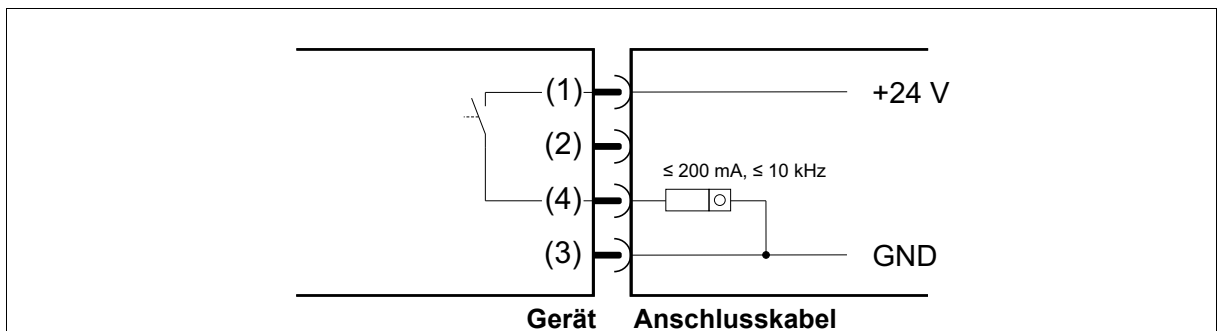 (1)
+24 V
(2)
≤ 200 mA, ≤ 10 kHz
(4)
(3)
GND
Gerät
Anschlusskabel